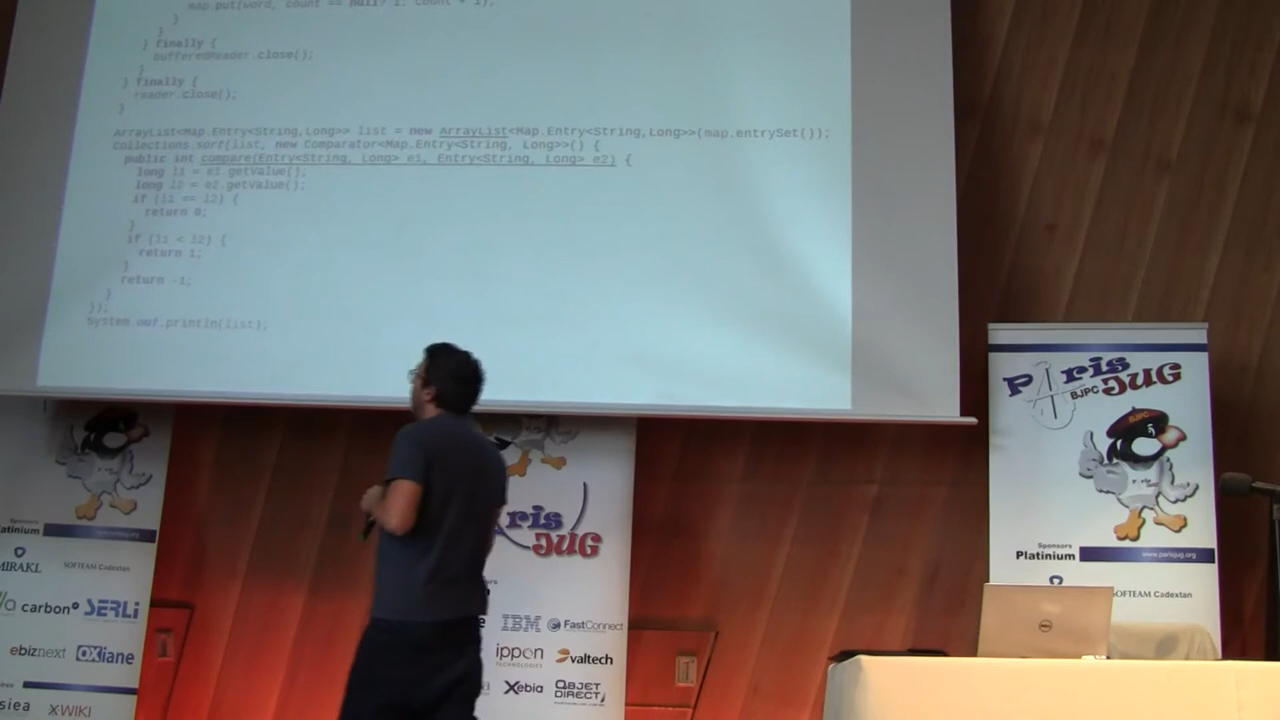 map.put(word, count == null? 1: count + 1);
}
}
} finally {
bufferedReader.close();
}
} finally {
reader.close();
}
ArrayList<Map.Entry<String,Long>> list = new ArrayList<Map.Entry<String,Long>>(map.entrySet());
Collections.sort(list, new Comparator<Map.Entry<String, Long>>() {
public int compare(Entry<String, Long> e1, Entry<String, Long> e2) {
long l1 = e1.getValue();
long l2 = e2.getValue();
if (l1 == l2) {
return 0;
}
if (l1 < l2) {
return 1;
}
return -1;
}
});
System.out.println(list);
Paris
BJPC JUG
BJPC
Sponsors
Platinium
www.parisjug.org
SOFTEAM Cadextan
DELL
Sponsors
atinium
MIRAKL
SOFTEAM Cadextan
carbon
SERLI
ebiznext
OXiane
siea
X-WIKI
ris
JUG
IBM
FastConnect
ippon
TECHNOLOGIES
valtech
Xebia
OBJET
DIRECT